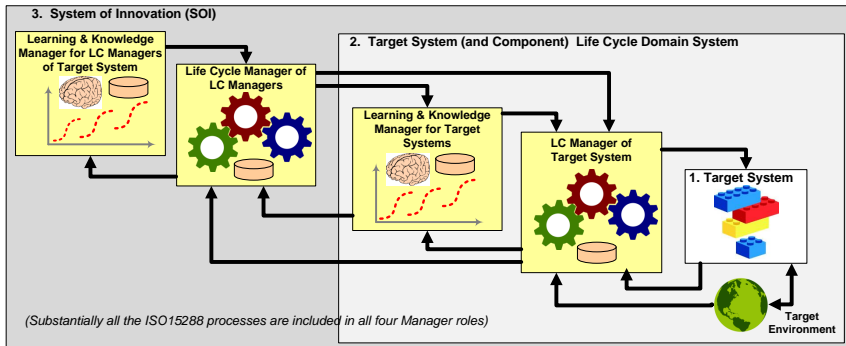 3. System of Innovation (SOI)
Learning & Knowledge
Manager for LC Managers
of Target System
Life Cycle Manager of
LC Managers
2. Target System (and Component) Life Cycle Domain System
Learning & Knowledge
Manager for Target
Systems
LC Manager of
Target System
1. Target System
(Substantially all the ISO15288 processes are included in all four Manager roles)
Target
Environment